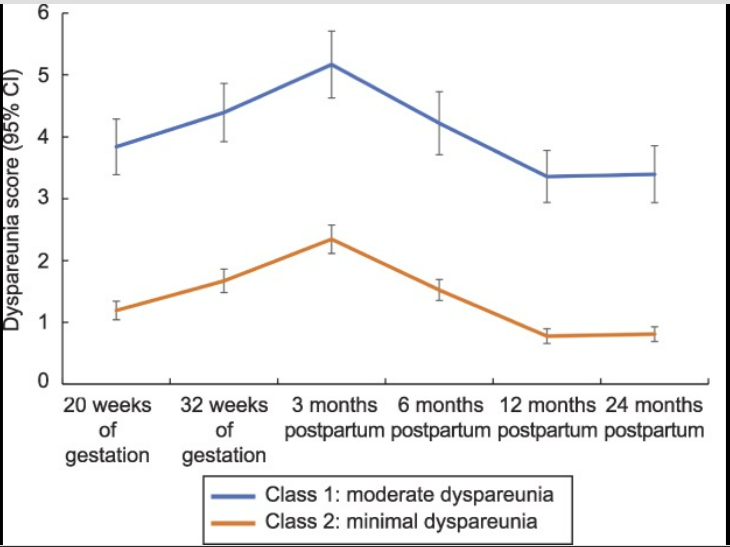 Dyspareunia score (95% CI)
6
5
4
3
2
1
0
20 weeks
of
gestation
32 weeks
of
gestation
3 months
postpartum
6 months
postpartum
12 months
postpartum
24 months
postpartum
Class 1: moderate dyspareunia
Class 2: minimal dyspareunia